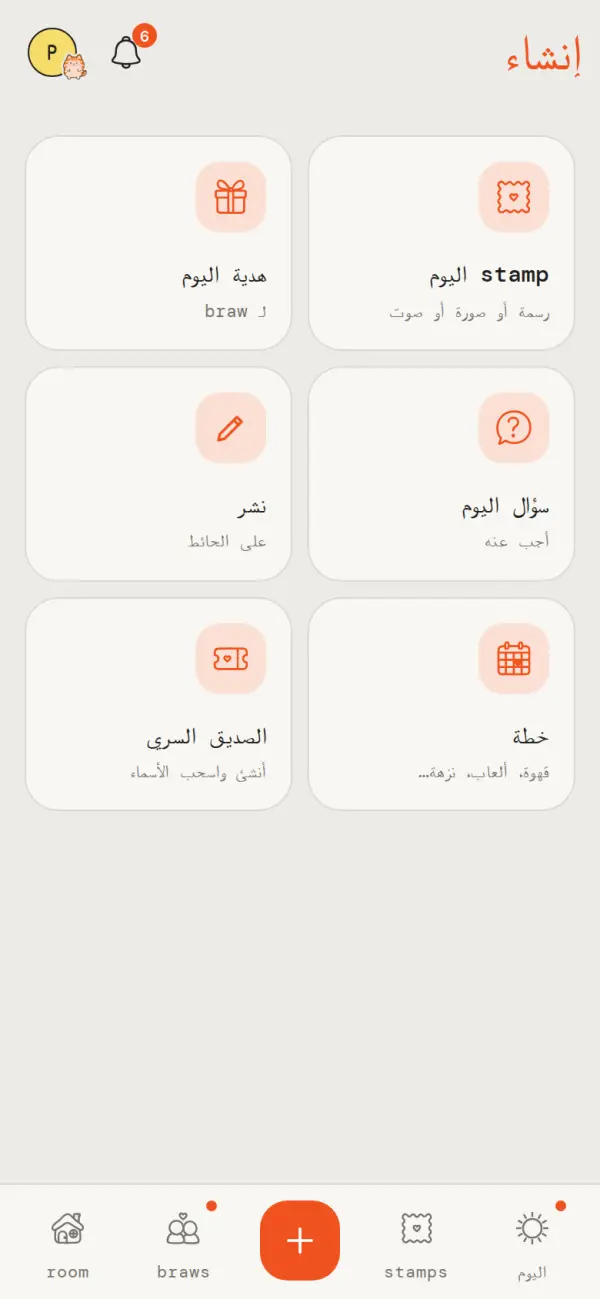 إنشاء
6
P
stamp اليوم
رسمة أو صورة أو صوت
هدية اليوم
لـ braw
سؤال اليوم
أجب عنه
نشر
على الحائط
خطة
قهوة، ألعاب، نزهة...
الصديق السري
أنشئ واسحب الأسماء
اليوم
stamps
braws
room